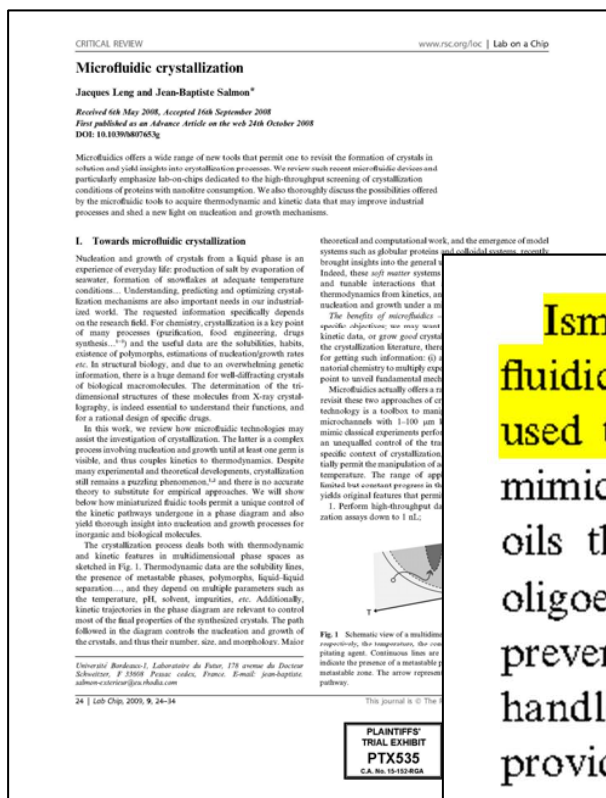 CRITICAL REVIEW
www.rsc.org/loc | Lab on a Chip
Microfluidic crystallization
Jacques Leng and Jean-Baptiste Salmon*
Received 6th May 2008, Accepted 16th September 2008
First published as an Advance Article on the web 24th October 2008
DOI: 10.1039/b807653g
Microfluidics offers a wide range of new tools that permit one to revisit the formation of crystals in
solution and yield insights into crystallization processes. We review such recent microfluidic devices and
particularly emphasize lab-on-chips dedicated to the high-throughput screening of crystallization
conditions of proteins with nanolitre consumption. We also thoroughly discuss the possibilities offered
by the microfluidic tools to acquire thermodynamic and kinetic data that may improve industrial
processes and shed a new light on nucleation and growth mechanisms.
I. Towards microfluidic crystallization
Nucleation and growth of crystals from a liquid phase is an
experience of everyday life: production of salt by evaporation of
seawater, formation of snowflakes at adequate temperature
conditions... Understanding, predicting and optimizing crystal-
lization mechanisms are also important needs in our industrial-
ized world. The requested information specifically depends
on the research field. For chemistry, crystallization is a key point
of many processes (purification, food engineering, drugs
synthesis...) and the useful data are the solubility, habits,
existence of polymorphs, estimations of nucleation/growth rates
etc. In structural biology, and due to an overwhelming genetic
information, there is a huge demand for well-diffracting crystals
of biological macromolecules. The determination of the tri-
dimensional structures of these molecules from X-ray crystal-
lography, is indeed essential to understand their functions, and
for a rational design of specific drugs.
In this work, we review how microfluidic technologies may
assist the investigation of crystallization. The latter is a complex
process involving nucleation and growth until at least one germ is
visible, and thus couples kinetics to thermodynamics. Despite
many experimental and theoretical developments, crystallization
still remains a puzzling phenomenon, and there is no accurate
theory to substitute for empirical approaches. We will show
below how miniaturized fluidic tools permit a unique control of
the kinetic pathways undergone in a phase diagram and also
yield thorough insight into nucleation and growth processes for
inorganic and biological molecules.
The crystallization process deals both with thermodynamic
and kinetic features in multidimensional phase spaces as
sketched in Fig. 1. Thermodynamic data are the solubility lines,
the presence of metastable phases, polymorphs, liquid–liquid
separation..., and they depend on multiple parameters such as
the temperature, pH, solvent, impurities, etc. Additionally,
kinetic trajectories in the phase diagram are relevant to control
most of the final properties of the synthesized crystals. The path
followed in the diagram controls the nucleation and growth of
the crystals, and thus their number, size, and morphology. Major
Université Bordeaux-1, Laboratoire du Futur, 178 avenue du Docteur
Schweitzer, F 33608 Pessac cedex, France. E-mail: jean-baptiste.
salmon-exterieur@eu.rhodia.com
24 | Lab Chip, 2009, 9, 24–34
theoretical and computational work, and the emergence of model
systems such as globular proteins and colloidal systems, recently
brought insights into the general
Indeed, these soft matter systems
and tunable interactions that
thermodynamics from kinetics, an
nucleation and growth under a m
The benefits of microfluidics –
specific objectives; we may want
kinetic data, or grow good crystal
the crystallization literature, there
for getting such information: (i) a
natorial chemistry to multiply expe
point to unveil fundamental mech
Microfluidics actually offers a ra
revisit these two approaches of cr
technology is a toolbox to mani
microchannels with 1–100 μm
mimic classical experiments perfor
an unequalled control of the tra
specific context of crystallization,
tially permit the manipulation of a
temperature. The range of app
limited but constant progress in the
yields original features that permit
1. Perform high-throughput da
zation assays down to 1 nL;
T
Fig. 1 Schematic view of a multidime
respectively, the temperature, the con
pitating agent. Continuous lines are
indicate the presence of a metastable p
metastable zone. The arrow represent
pathway.
This journal is © The R
PLAINTIFFS'
TRIAL EXHIBIT
PTX535
C.A. No. 15-152-RGA
Ism
fluidic
used t
mimic
oils th
oligoe
preven
handl
provid